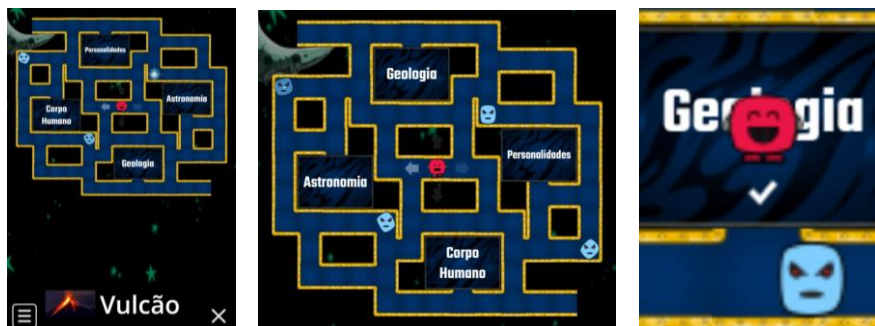 Personalidades
Astronomia
Corpo
Humano
Geologia
Vulcão
Geologia
Personalidades
Astronomia
Corpo
Humano
Geologia